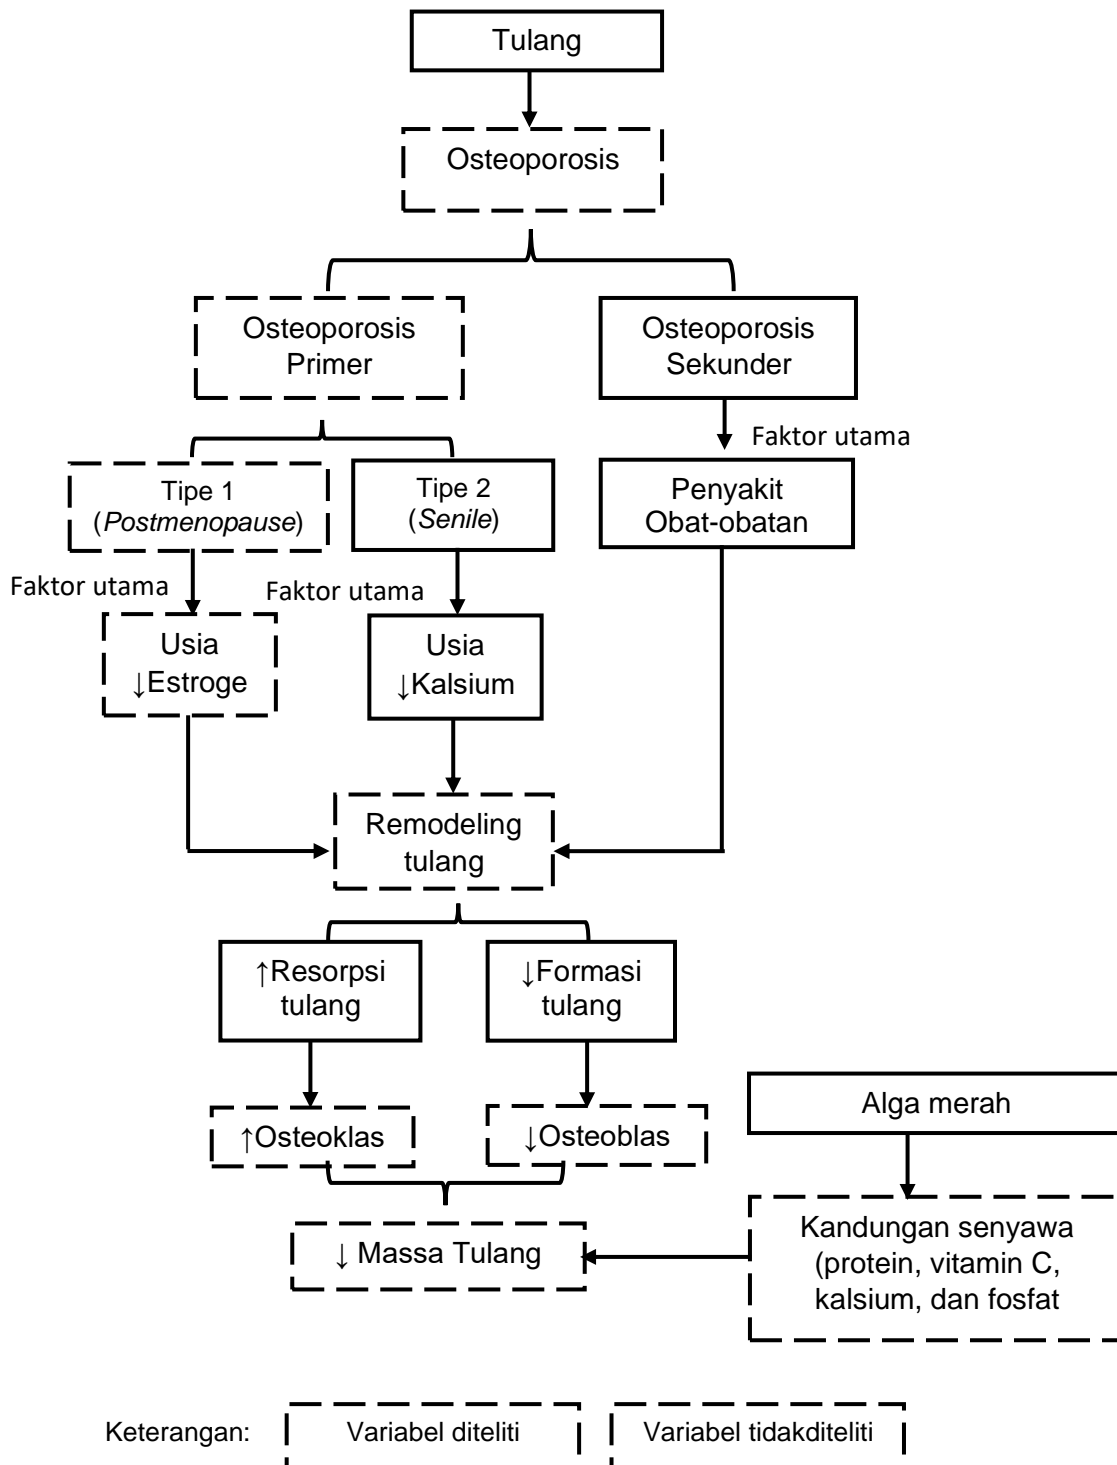 Tulang
Osteoporosis
Osteoporosis
Primer
Osteoporosis
Sekunder
Faktor utama
Tipe 1
(Postmenopause)
Tipe 2
(Senile)
Penyakit
Obat-obatan
Faktor utama
Faktor utama
Usia
↓Estroge
Usia
↓Kalsium
Remodeling
tulang
↑Resorpsi
tulang
↓Formasi
tulang
Alga merah
↑Osteoklas
↓Osteoblas
Kandungan senyawa
(protein, vitamin C,
kalsium, dan fosfat
↓ Massa Tulang
Keterangan:
Variabel diteliti
Variabel tidakditeliti